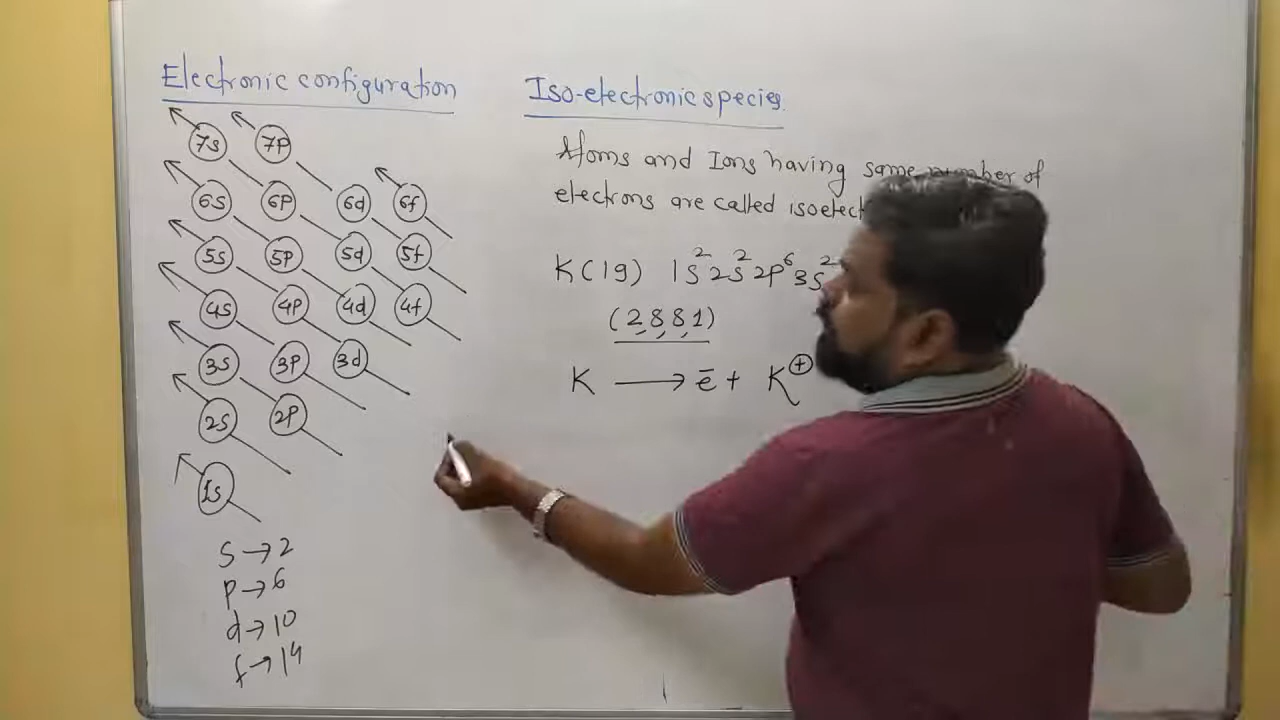 Electronic configuration
7s 7p
6s 6p 6d 6f
5s 5p 5d 5f
4s 4p 4d 4f
3s 3p 3d
2s 2p
1s
s → 2
p → 6
d → 10
f → 14
Iso-electronic species.
Atoms and Ions having same number of
electrons are called isoelect
K(19) 1s² 2s² 2p⁶ 3s²
(2,8,8,1)
K ⟶ e̅ + K⊕